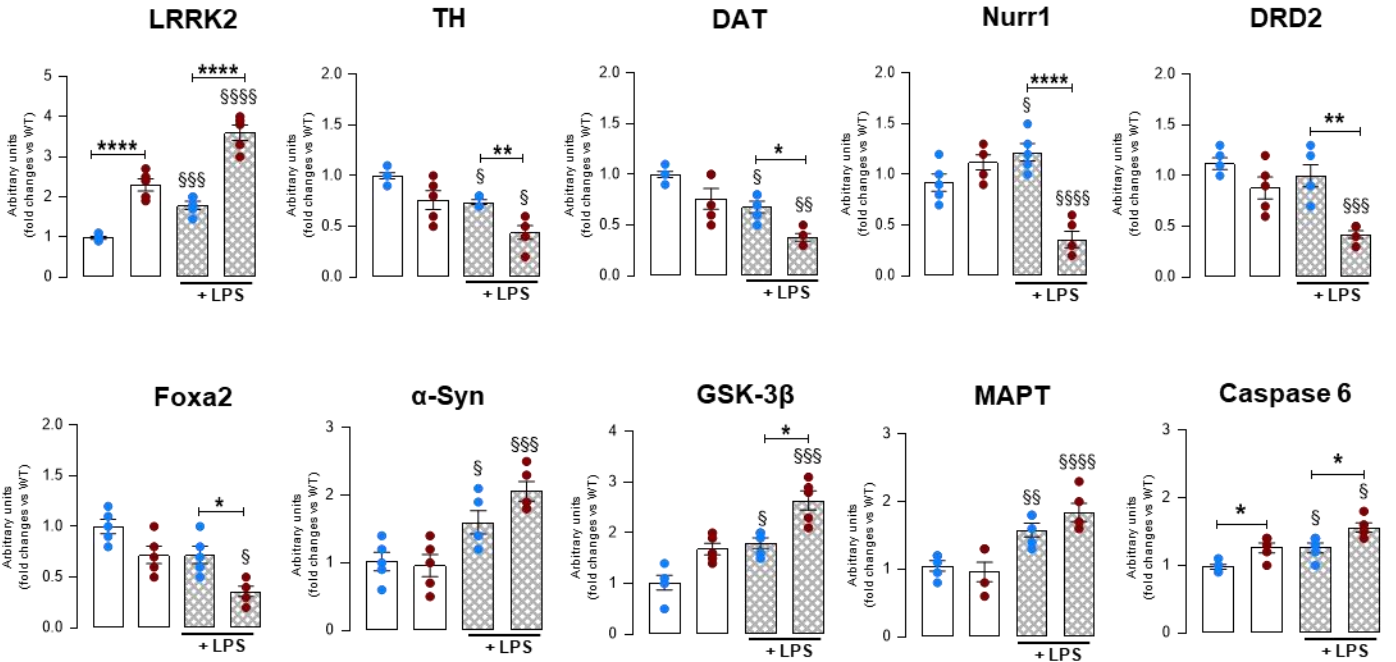 LRRK2
Arbitrary units
(fold changes vs WT)
5
4
3
2
1
0
****
****
§§§
§§§§
+ LPS
TH
2.0
1.5
1.0
0.5
0.0
**
§
§
+ LPS
DAT
Arbitrary units
(fold changes vs WT)
2.0
1.5
1.0
0.5
0.0
*
§
§§
+ LPS
Nurr1
Arbitrary units
(fold changes vs WT)
2.0
1.5
1.0
0.5
0.0
****
§
§§§§
+ LPS
DRD2
Arbitrary units
(fold changes vs WT)
2.0
1.5
1.0
0.5
0.0
**
§§§
+ LPS
Foxa2
Arbitrary units
(fold changes vs WT)
2.0
1.5
1.0
0.5
0.0
*
§
+ LPS
α-Syn
Arbitrary units
(fold changes vs WT)
3
2
1
0
§
§§§
+ LPS
GSK-3β
Arbitrary units
(fold changes vs WT)
4
3
2
1
0
*
§
§§§
+ LPS
MAPT
Arbitrary units
(fold changes vs WT)
3
2
1
0
§§
§§§§
+ LPS
Caspase 6
Arbitrary units
(fold changes vs WT)
3
2
1
0
*
*
§
§
+ LPS